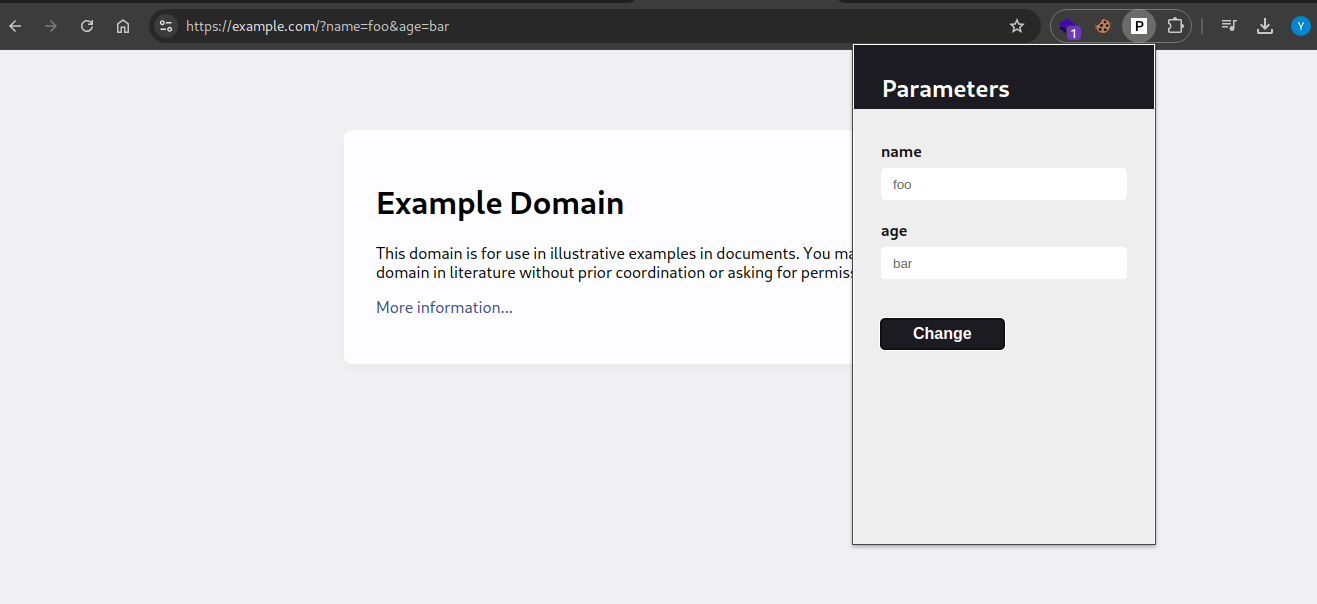 https://example.com/?name=foo&age=bar
1
P
Y
Parameters
name
foo
age
bar
Change
Example Domain
This domain is for use in illustrative examples in documents. You ma
domain in literature without prior coordination or asking for permis
More information...